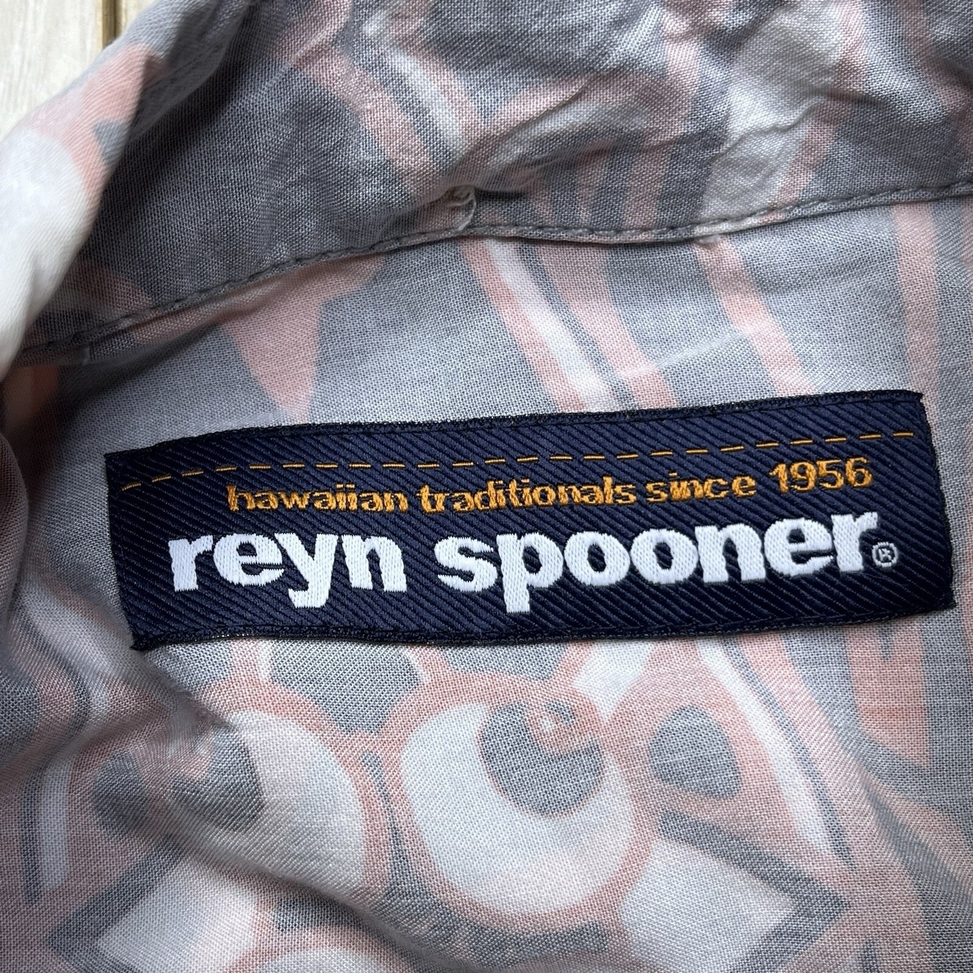 hawaiian traditionals since 1956
reyn spooner®